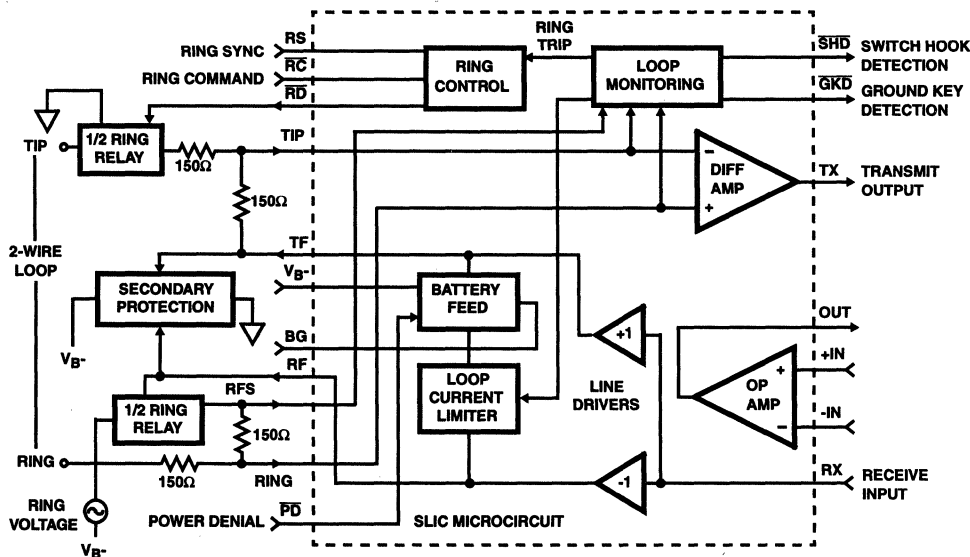 RING SYNC
RS
RING COMMAND
RC
RD
RING
CONTROL
RING
TRIP
LOOP
MONITORING
SHD
SWITCH HOOK
DETECTION
GKD
GROUND KEY
DETECTION
TIP
1/2 RING
RELAY
150Ω
TIP
−
DIFF
AMP
+
TX
TRANSMIT
OUTPUT
150Ω
2-WIRE
LOOP
TF
VB-
SECONDARY
PROTECTION
VB-
BATTERY
FEED
+1
BG
RF
LOOP
CURRENT
LIMITER
LINE
DRIVERS
OUT
+IN
+
OP
AMP
−
-IN
RFS
1/2 RING
RELAY
150Ω
RING
150Ω
RING
-1
RX
RECEIVE
INPUT
RING
VOLTAGE
VB-
POWER DENIAL
PD
SLIC MICROCIRCUIT